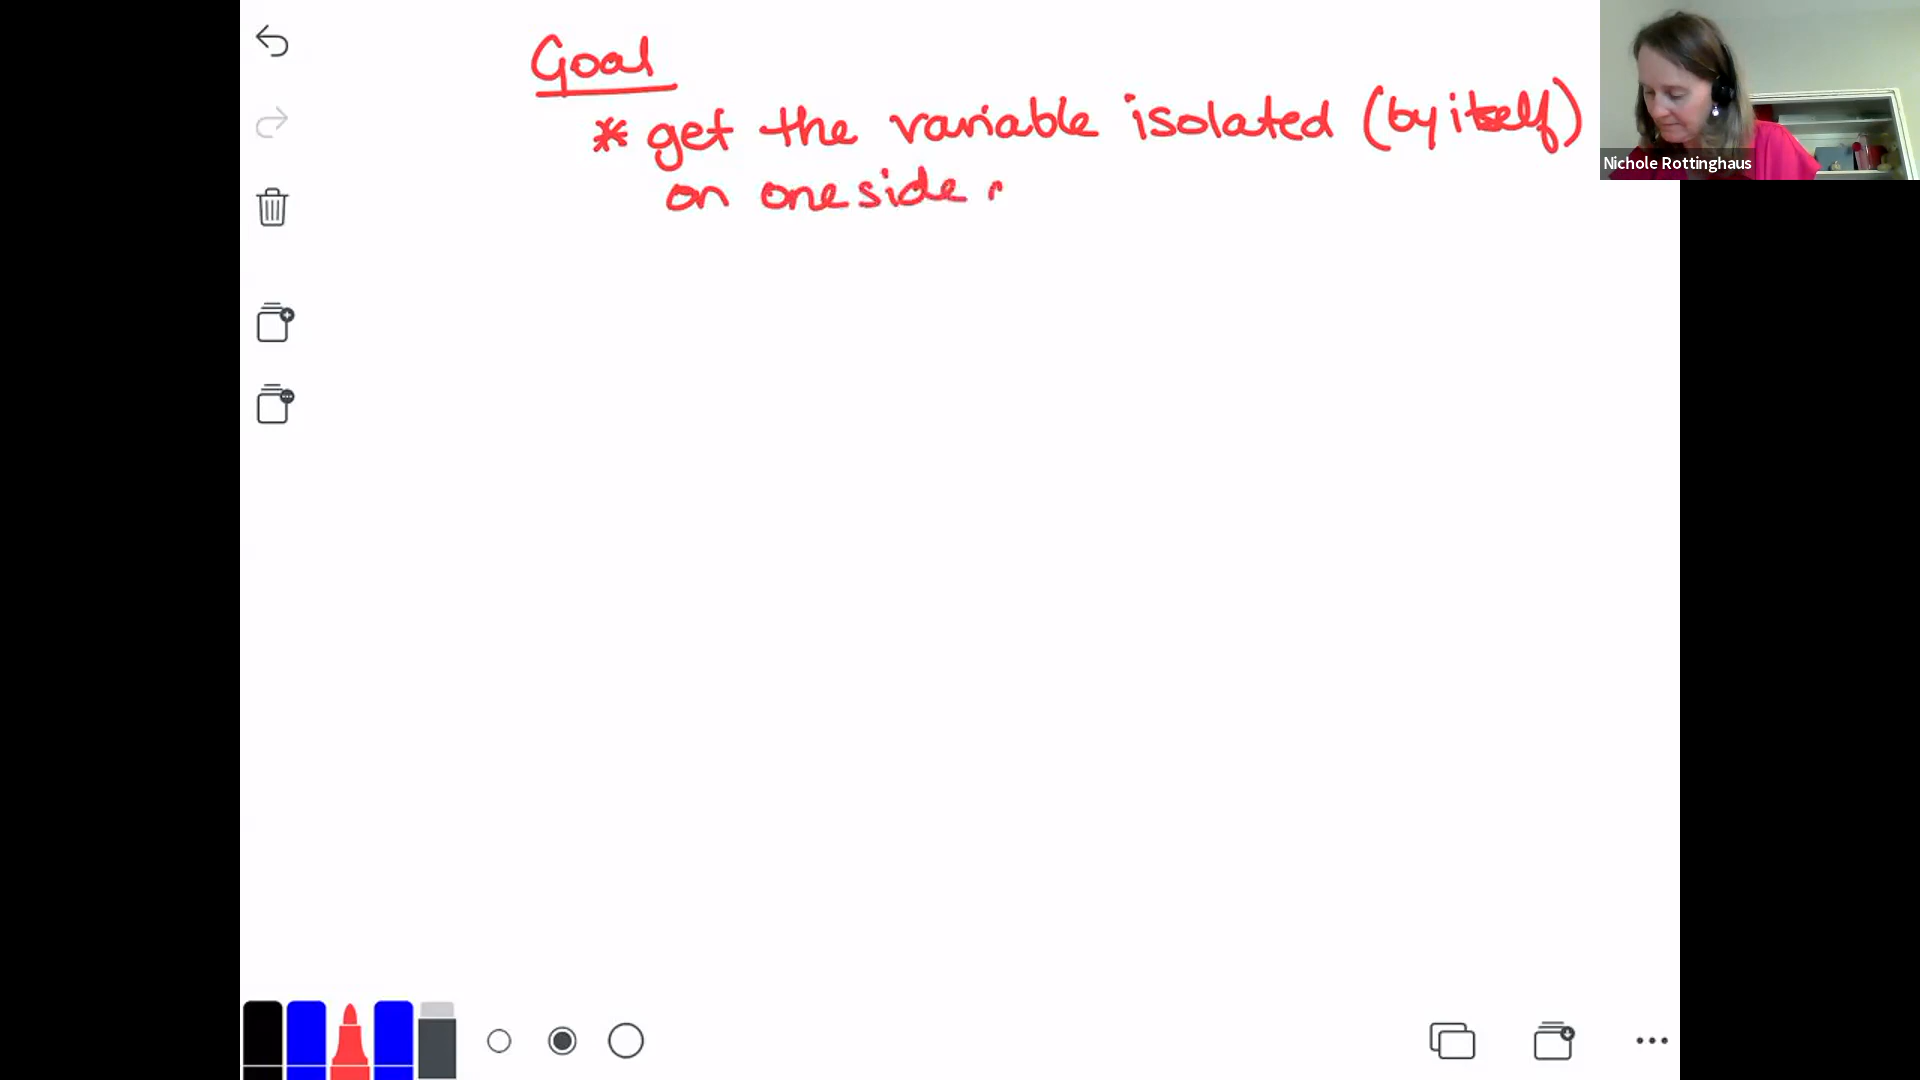 Goal
* get the variable isolated (by itself)
on one side
Nichole Rottinghaus